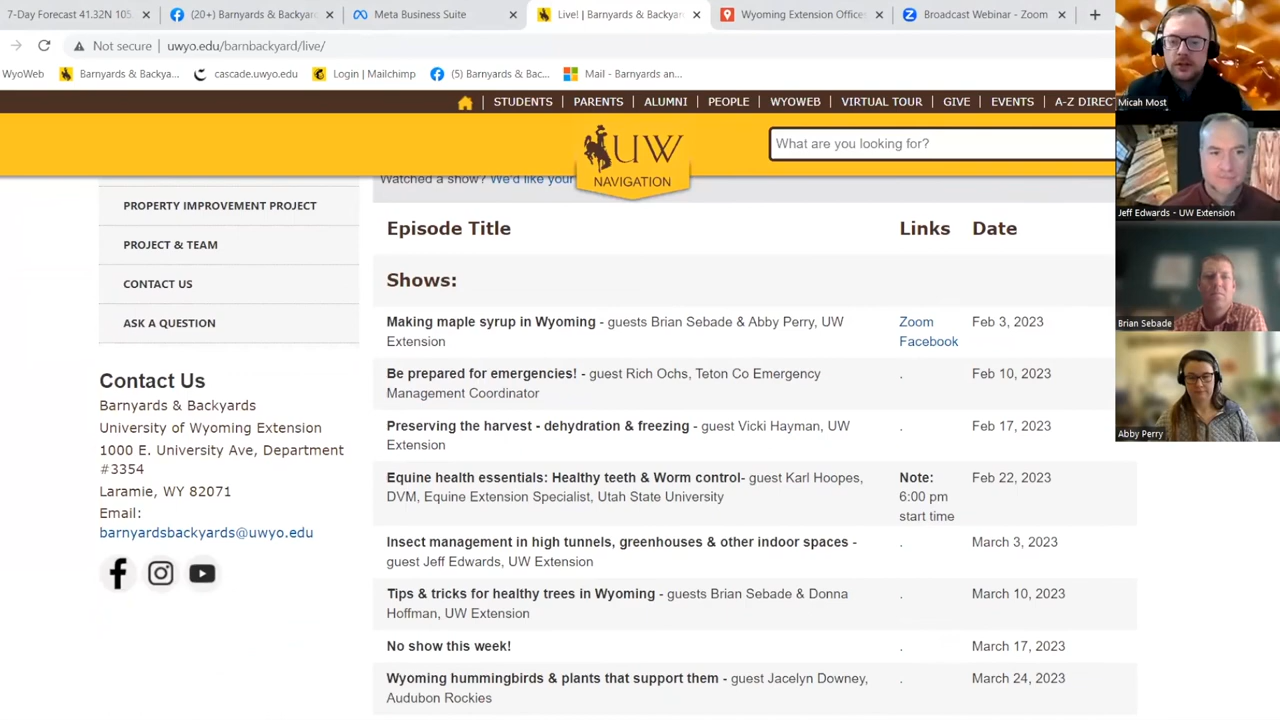 7-Day Forecast 41.32N 105.
(20+) Barnyards & Backyar
Meta Business Suite
Live! | Barnyards & Backyar
Wyoming Extension Office
Broadcast Webinar - Zoom
Not secure | uwyo.edu/barnbackyard/live/
WyoWeb
Barnyards & Backya...
cascade.uwyo.edu
Login | Mailchimp
(5) Barnyards & Bac...
Mail - Barnyards an...
STUDENTS | PARENTS | ALUMNI | PEOPLE | WYOWEB | VIRTUAL TOUR | GIVE | EVENTS | A-Z DIREC
UW
NAVIGATION
What are you looking for?
Watched a show? We'd like your
PROPERTY IMPROVEMENT PROJECT
PROJECT & TEAM
CONTACT US
ASK A QUESTION
Contact Us
Barnyards & Backyards
University of Wyoming Extension
1000 E. University Ave, Department
#3354
Laramie, WY 82071
Email:
barnyardsbackyards@uwyo.edu
Episode Title Links Date
Shows:
Making maple syrup in Wyoming - guests Brian Sebade & Abby Perry, UW Zoom Feb 3, 2023
Extension Facebook
Be prepared for emergencies! - guest Rich Ochs, Teton Co Emergency . Feb 10, 2023
Management Coordinator
Preserving the harvest - dehydration & freezing - guest Vicki Hayman, UW . Feb 17, 2023
Extension
Equine health essentials: Healthy teeth & Worm control- guest Karl Hoopes, Note: Feb 22, 2023
DVM, Equine Extension Specialist, Utah State University 6:00 pm
start time
Insect management in high tunnels, greenhouses & other indoor spaces - . March 3, 2023
guest Jeff Edwards, UW Extension
Tips & tricks for healthy trees in Wyoming - guests Brian Sebade & Donna . March 10, 2023
Hoffman, UW Extension
No show this week! . March 17, 2023
Wyoming hummingbirds & plants that support them - guest Jacelyn Downey, . March 24, 2023
Audubon Rockies
Micah Most
Jeff Edwards - UW Extension
Brian Sebade
Abby Perry